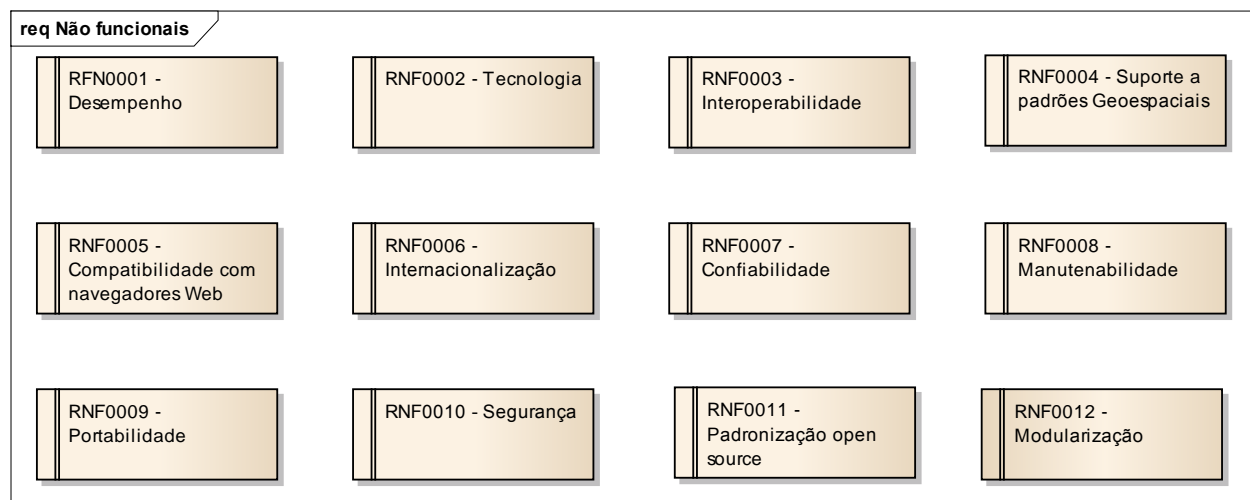 req Não funcionais
RFN0001 -
Desempenho
RNF0002 - Tecnologia
RNF0003 -
Interoperabilidade
RNF0004 - Suporte a
padrões Geoespaciais
RNF0005 -
Compatibilidade com
navegadores Web
RNF0006 -
Internacionalização
RNF0007 -
Confiabilidade
RNF0008 -
Manutenabilidade
RNF0009 -
Portabilidade
RNF0010 - Segurança
RNF0011 -
Padronização open
source
RNF0012 -
Modularização